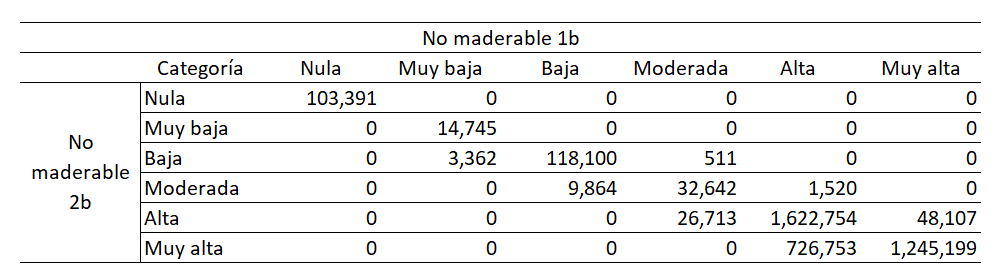 No maderable 1b
Categoría Nula Muy baja Baja Moderada Alta Muy alta
No maderable 2b
Nula 103,391 0 0 0 0 0
Muy baja 0 14,745 0 0 0 0
Baja 0 3,362 118,100 511 0 0
Moderada 0 0 9,864 32,642 1,520 0
Alta 0 0 0 26,713 1,622,754 48,107
Muy alta 0 0 0 0 726,753 1,245,199